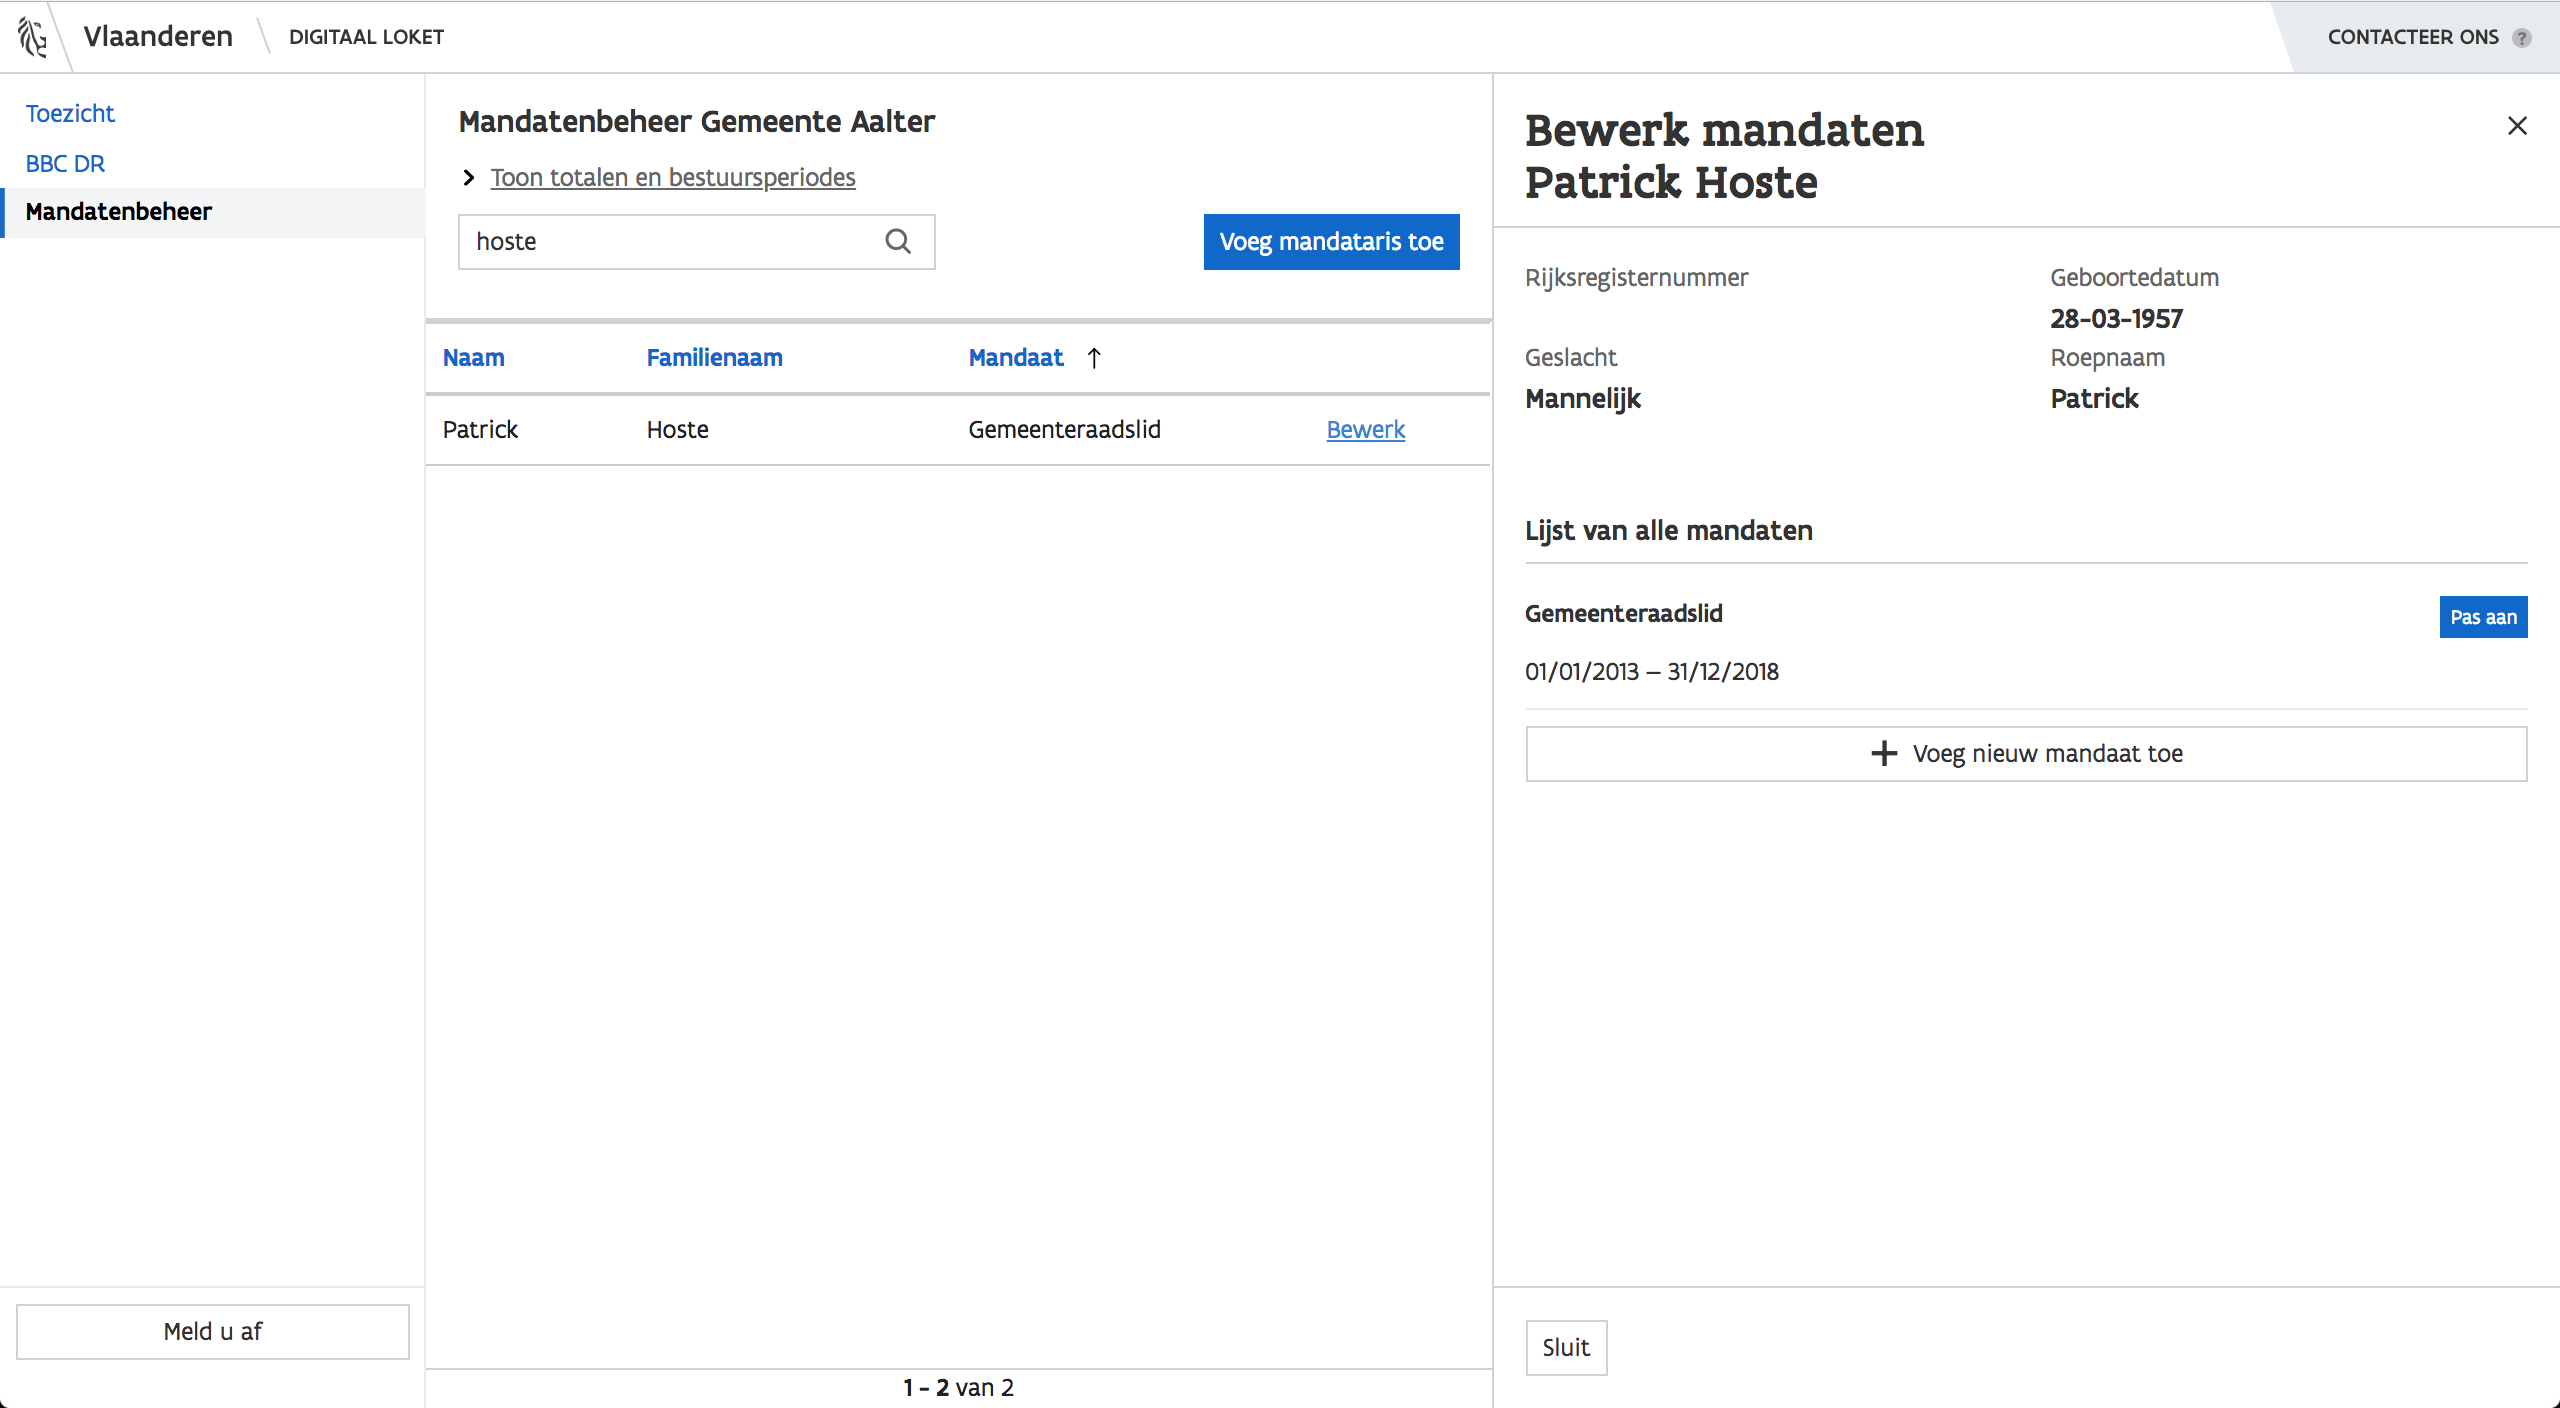 Vlaanderen
DIGITAAL LOKET
CONTACTEER ONS ?
Toezicht
BBC DR
Mandatenbeheer
Meld u af
Mandatenbeheer Gemeente Aalter
Toon totalen en bestuursperiodes
hoste
Voeg mandataris toe
Naam Familienaam Mandaat ↑
Patrick Hoste Gemeenteraadslid Bewerk
1 - 2 van 2
Bewerk mandaten
Patrick Hoste
Rijksregisternummer Geboortedatum
28-03-1957
Geslacht Roepnaam
Mannelijk Patrick
Lijst van alle mandaten
Gemeenteraadslid Pas aan
01/01/2013 – 31/12/2018
Voeg nieuw mandaat toe
Sluit